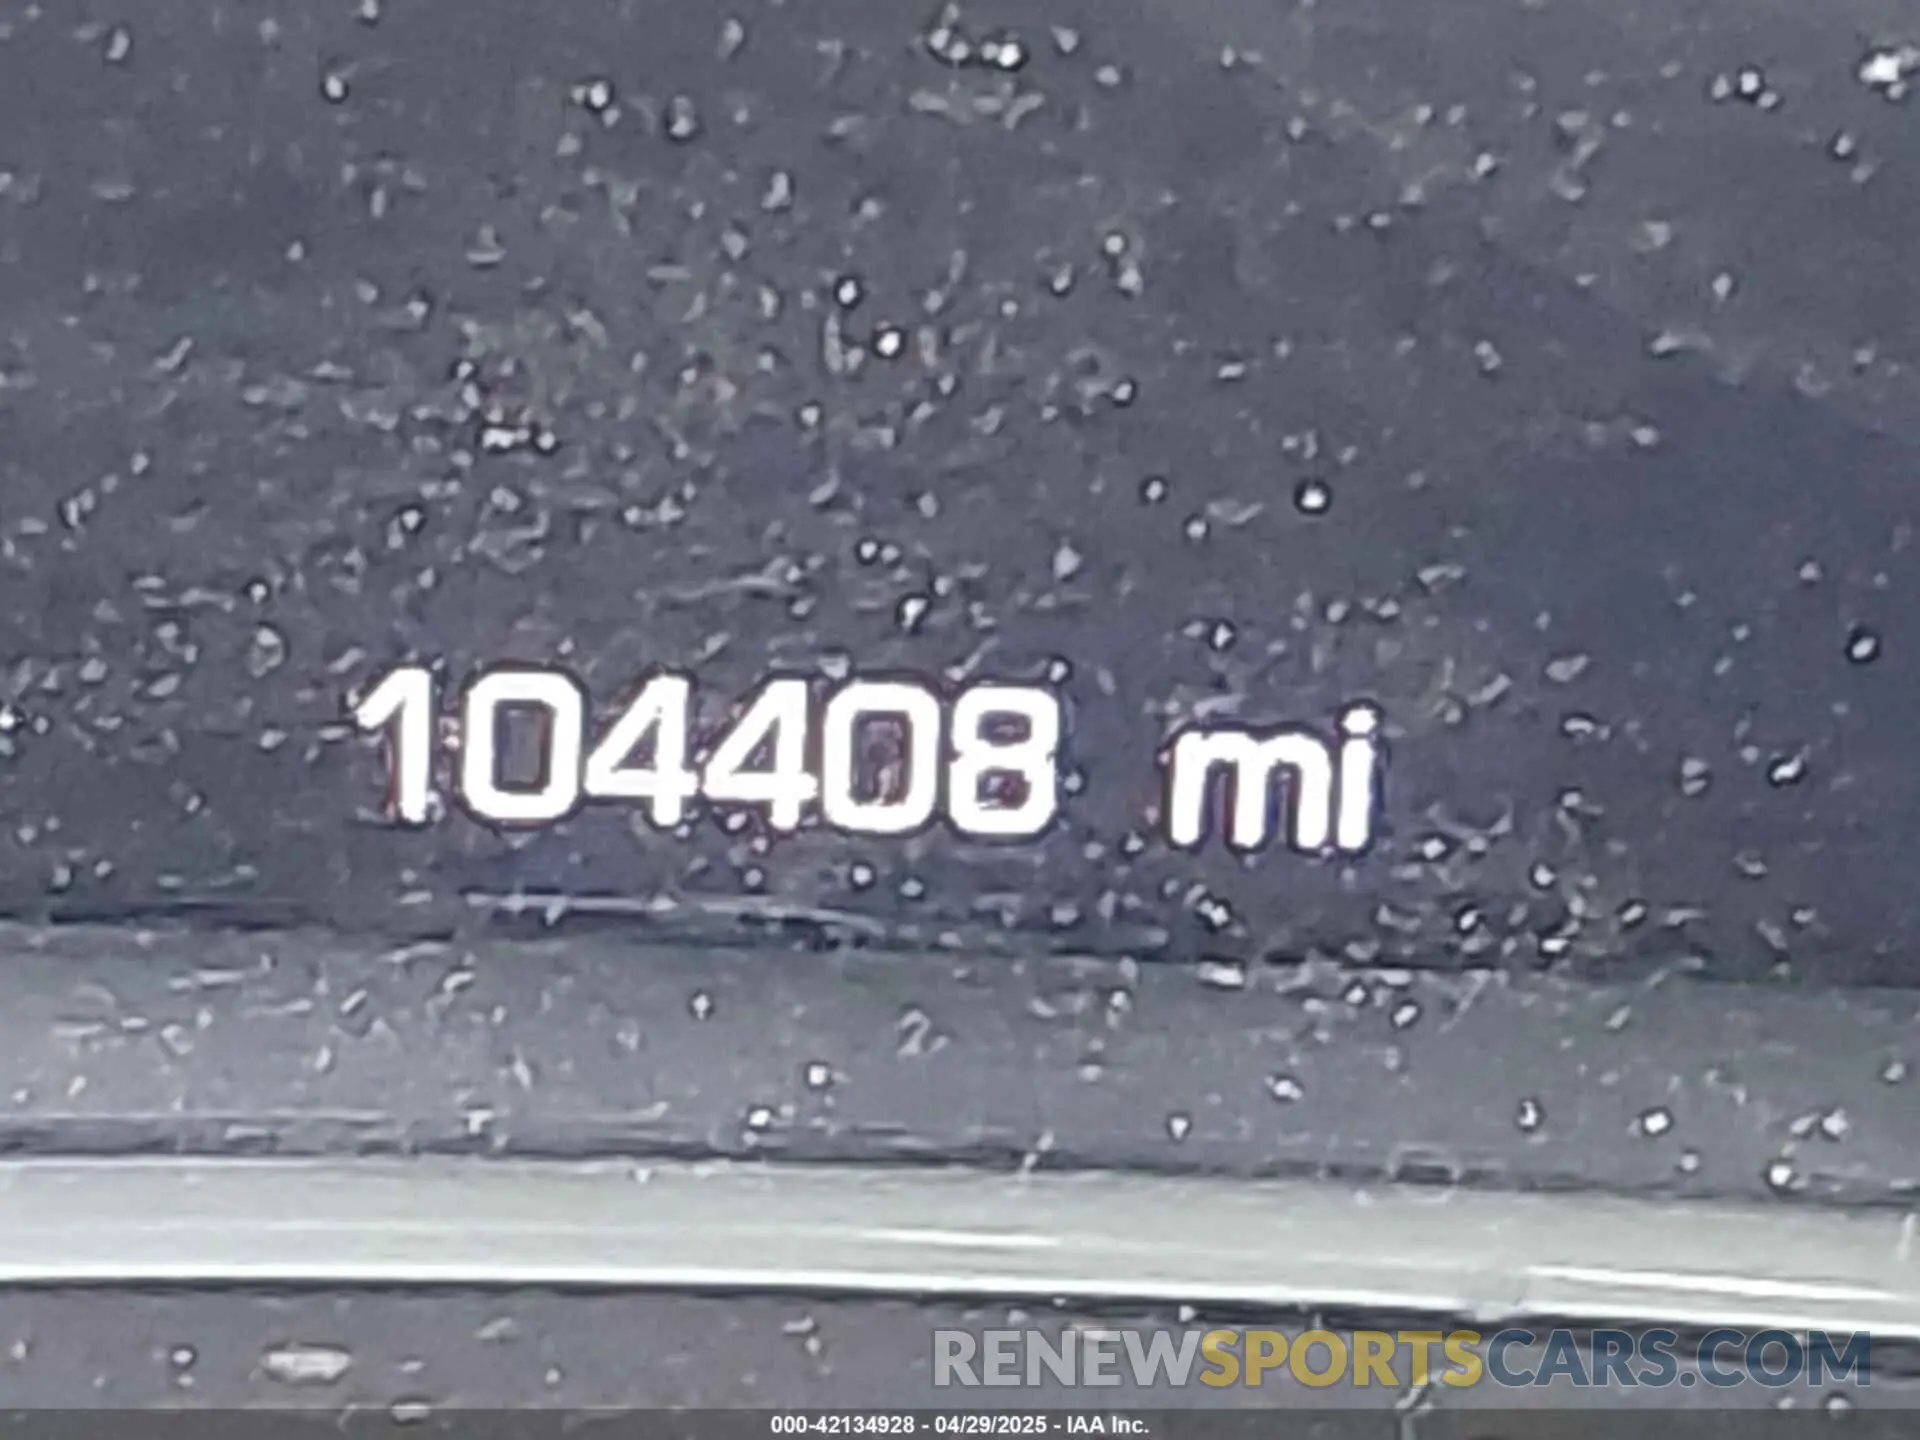 104408 mi
RENEWSPORTSCARS.COM
000-42134928 - 04/29/2025 - IAA Inc.